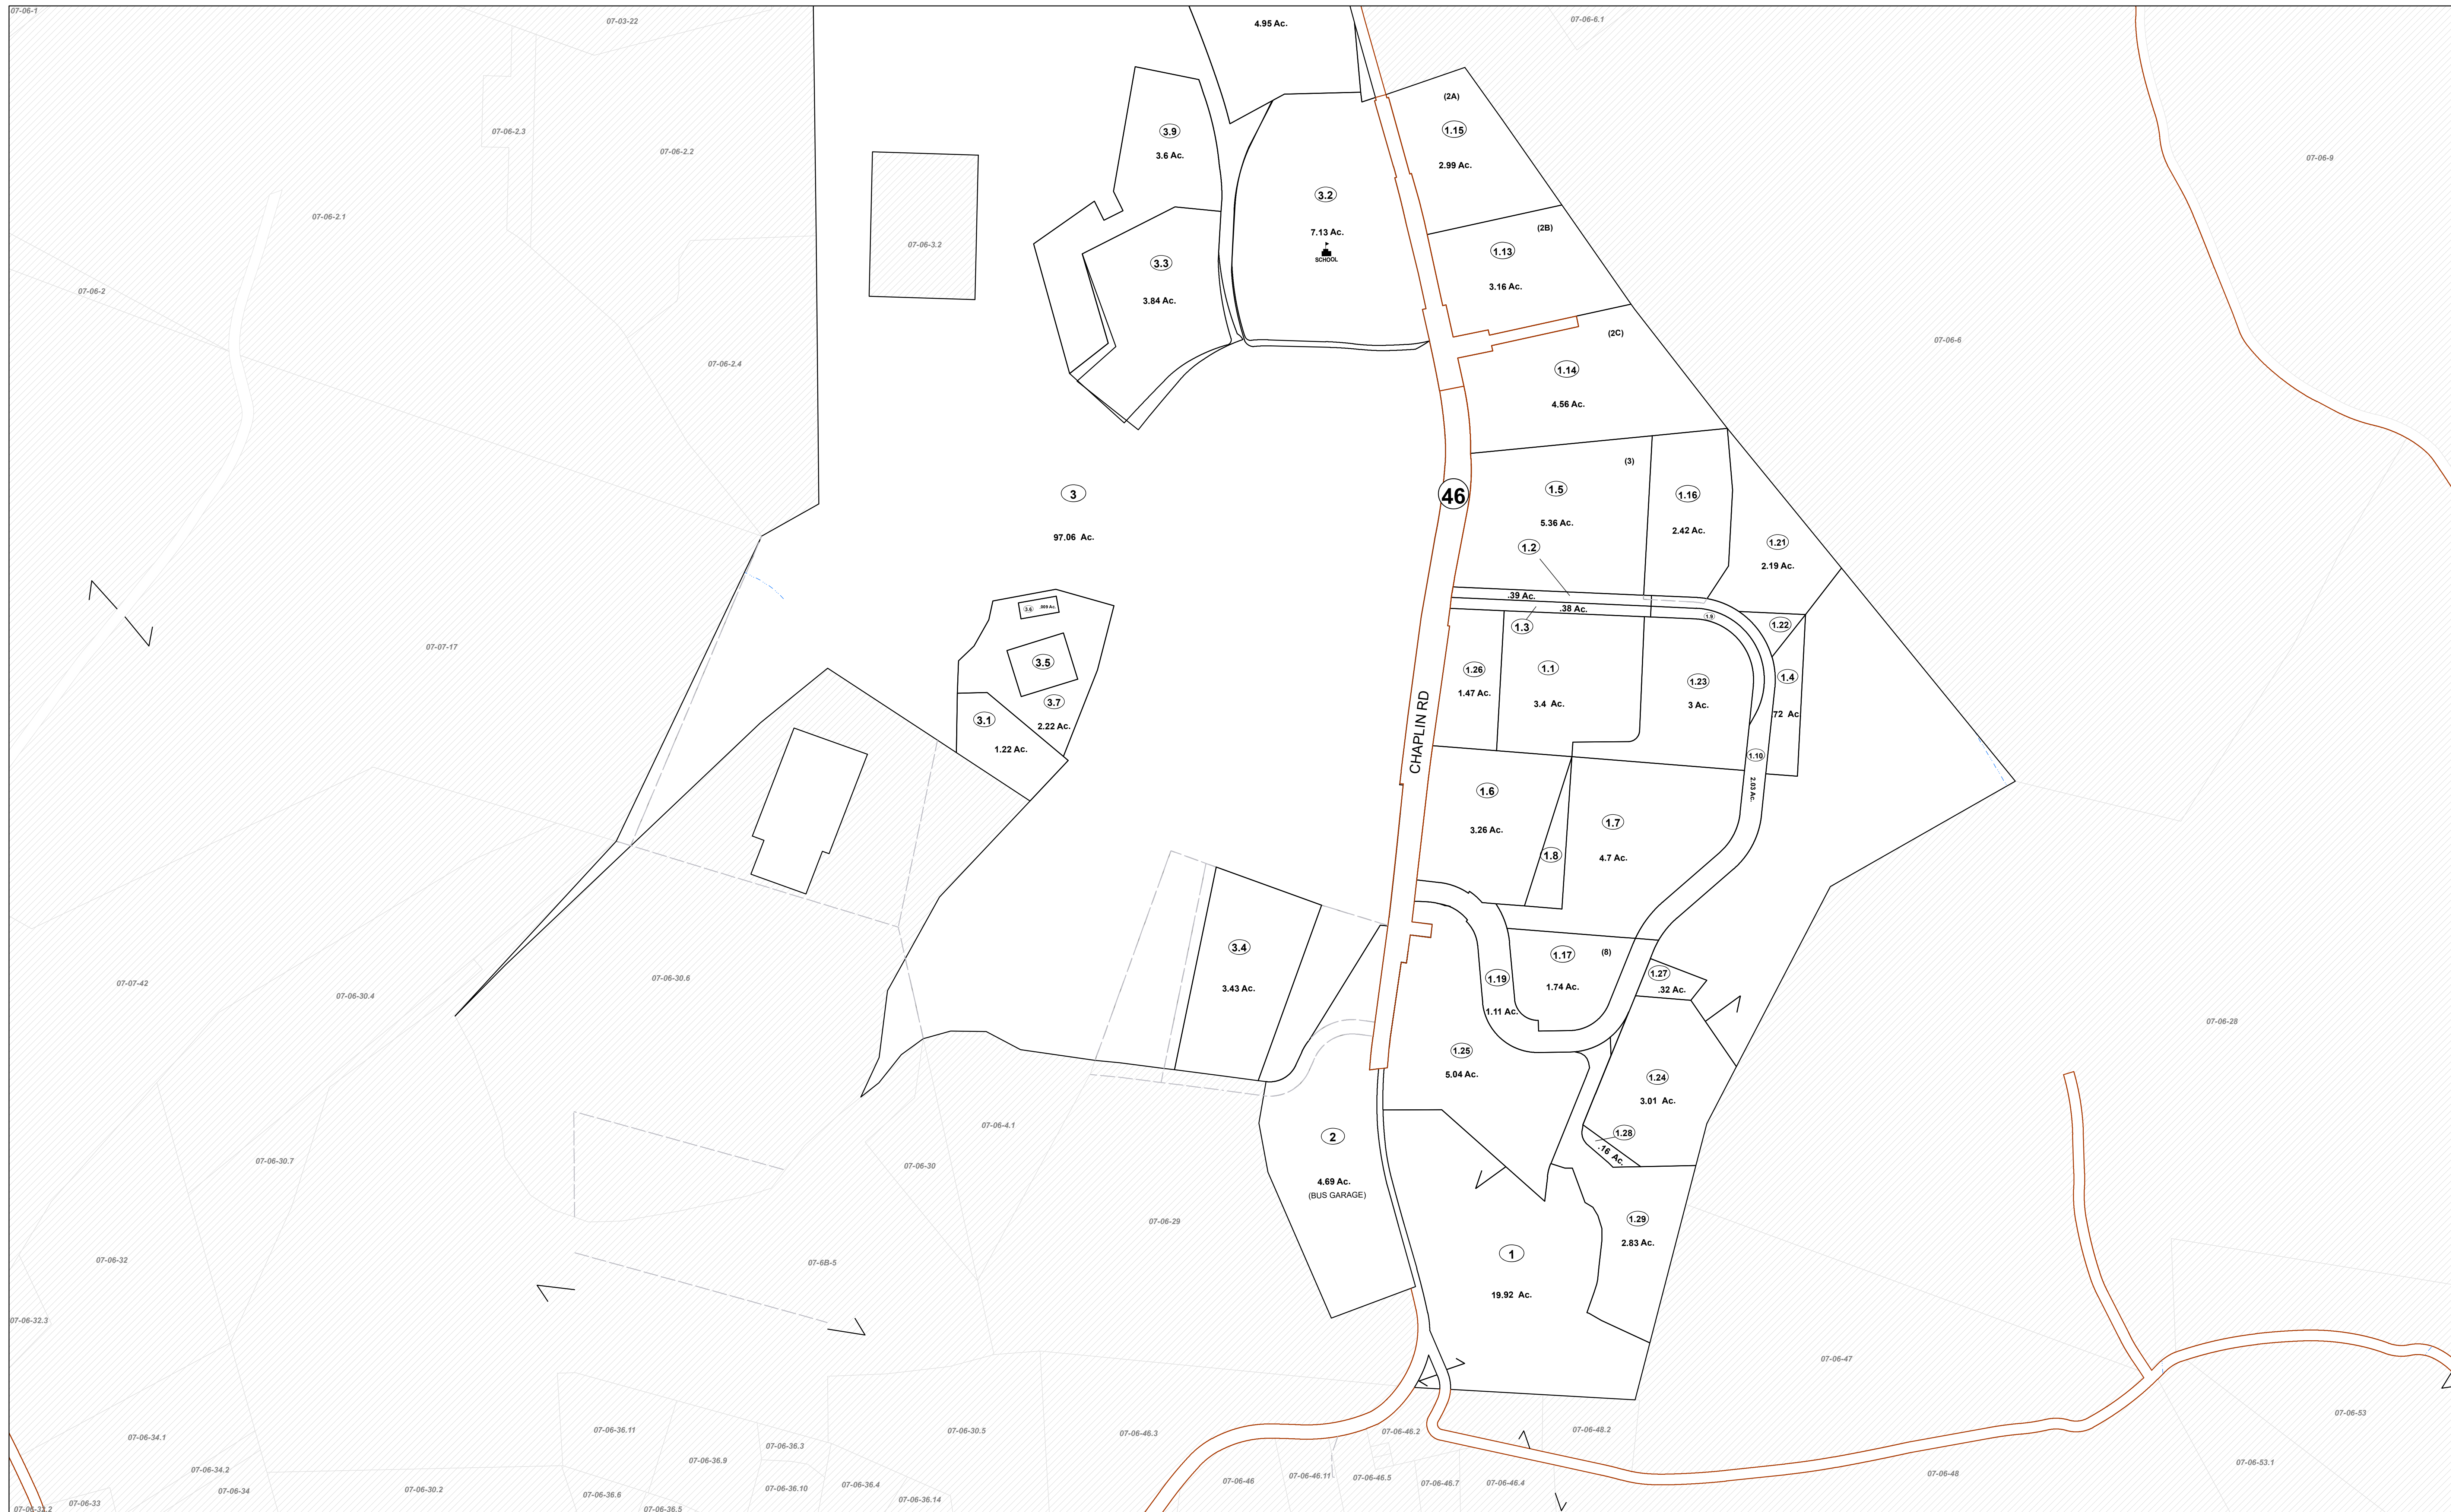 07-06-1
07-03-22
4.95 Ac.
07-06-6.1
(2A)
07-06-2.3
3.9
1.15
07-06-2.2
3.6 Ac.
2.99 Ac.
07-06-9
3.2
07-06-2.1
(2B)
7.13 Ac.
SCHOOL
07-06-3.2
1.13
3.3
07-06-2
3.16 Ac.
3.84 Ac.
(2C)
07-06-6
07-06-2.4
1.14
4.56 Ac.
(3)
3
46
1.5
1.16
5.36 Ac.
2.42 Ac.
97.06 Ac.
1.2
1.21
2.19 Ac.
.39 Ac.
3.6
.009 Ac.
.38 Ac.
1.9
1.3
1.22
07-07-17
3.5
1.26
1.1
1.4
1.23
1.47 Ac.
3.7
3.4 Ac.
3 Ac.
.72 Ac
3.1
2.22 Ac.
CHAPLIN RD
1.22 Ac.
1.10
2.03 Ac.
1.6
3.26 Ac.
1.7
1.8
4.7 Ac.
3.4
1.17
(8)
07-07-42
07-06-30.4
07-06-30.6
1.19
1.27
3.43 Ac.
1.74 Ac.
.32 Ac.
1.11 Ac.
07-06-28
1.25
5.04 Ac.
1.24
3.01 Ac.
07-06-4.1
2
1.28
07-06-30.7
07-06-30
.16 Ac.
4.69 Ac.
(BUS GARAGE)
07-06-29
1.29
2.83 Ac.
07-06-32
07-6B-5
1
19.92 Ac.
07-06-32.3
07-06-47
07-06-53
07-06-34.1
07-06-36.11
07-06-36.3
07-06-30.5
07-06-46.3
07-06-46.2
07-06-48.2
07-06-36.9
07-06-53.1
07-06-34.2
07-06-34
07-06-30.2
07-06-36.10
07-06-36.4
07-06-46
07-06-46.11
07-06-46.5
07-06-46.7
07-06-46.4
07-06-48
07-06-33
07-06-36.6
07-06-36.14
07-06-33.2
07-06-36.5